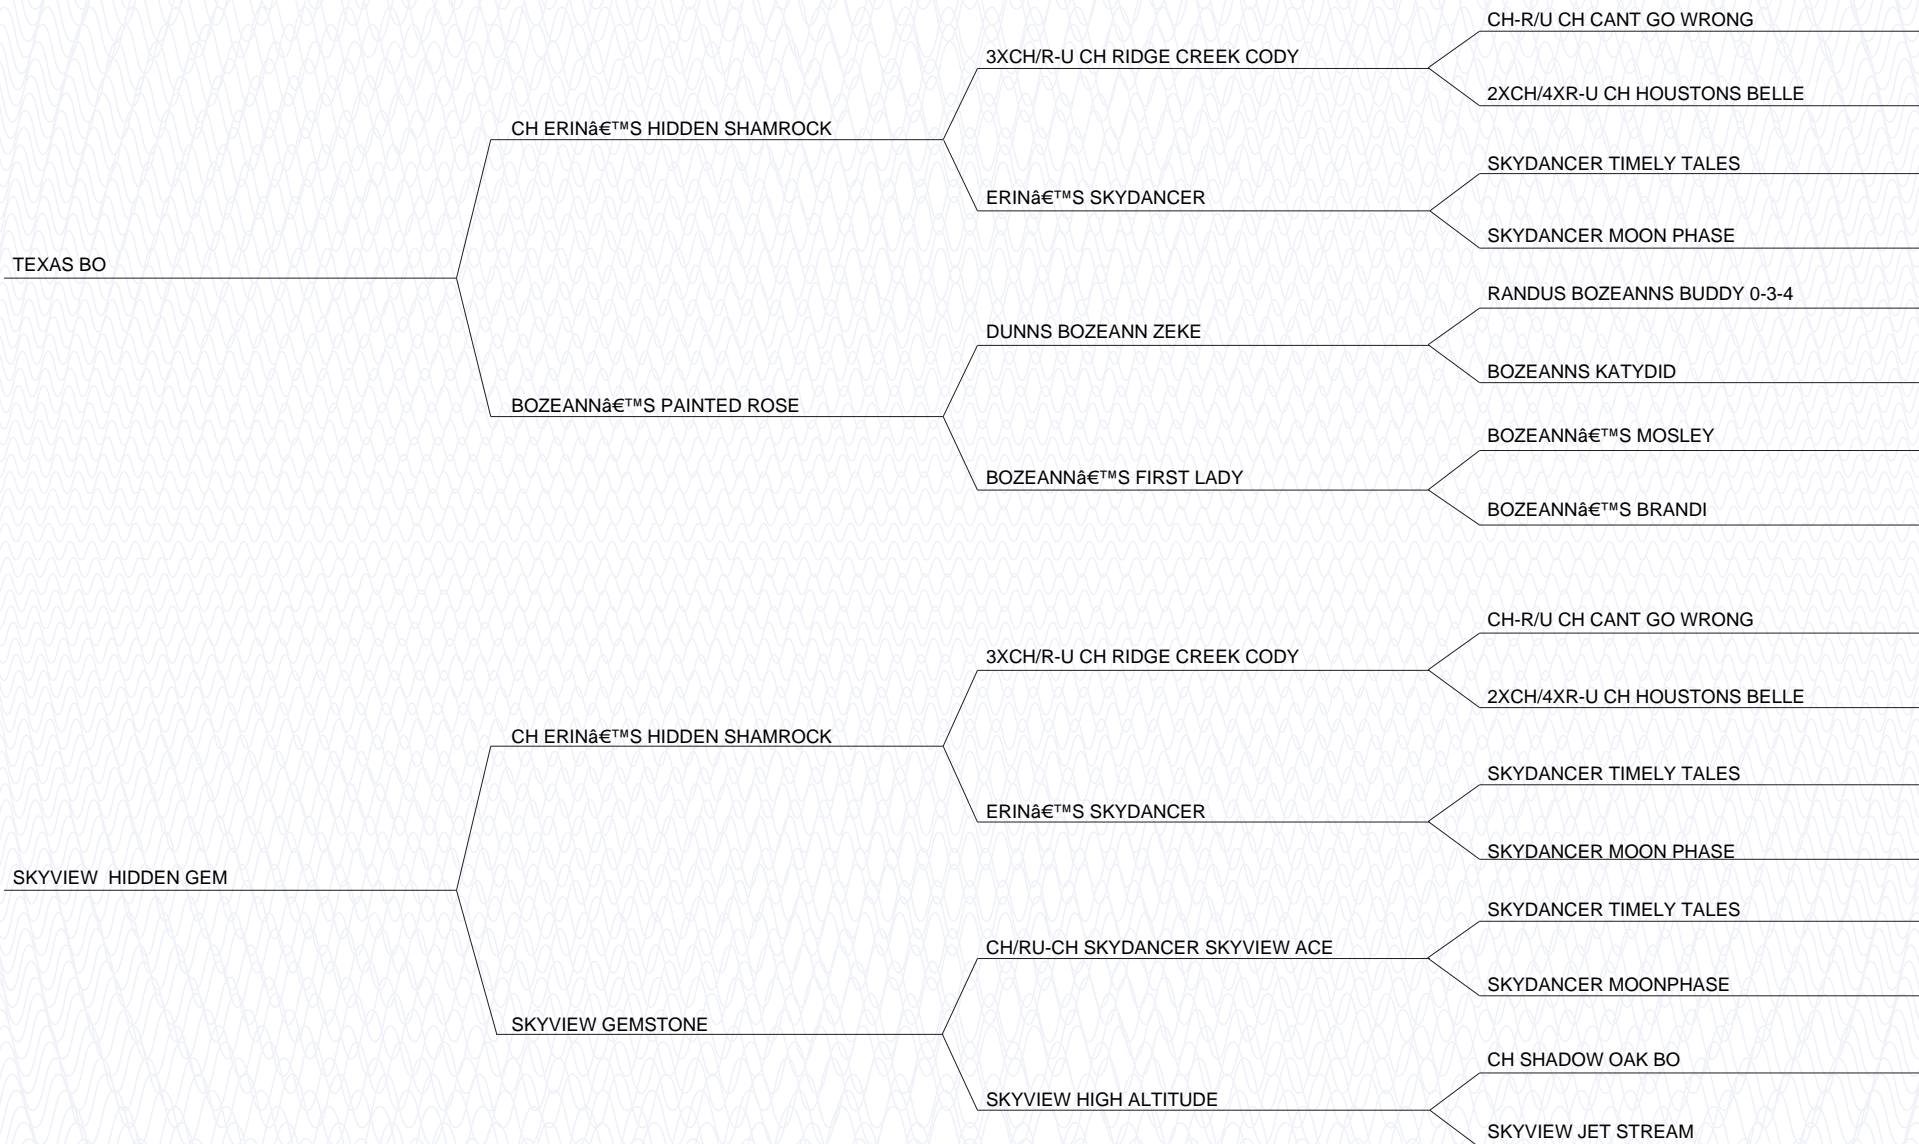 CH-R/U CH CANT GO WRONG
3XCH/R-U CH RIDGE CREEK CODY
2XCH/4XR-U CH HOUSTONS BELLE
CH ERINâ€™S HIDDEN SHAMROCK
SKYDANCER TIMELY TALES
ERINâ€™S SKYDANCER
SKYDANCER MOON PHASE
TEXAS BO
RANDUS BOZEANNS BUDDY 0-3-4
DUNNS BOZEANN ZEKE
BOZEANNS KATYDID
BOZEANNâ€™S PAINTED ROSE
BOZEANNâ€™S MOSLEY
BOZEANNâ€™S FIRST LADY
BOZEANNâ€™S BRANDI
CH-R/U CH CANT GO WRONG
3XCH/R-U CH RIDGE CREEK CODY
2XCH/4XR-U CH HOUSTONS BELLE
CH ERINâ€™S HIDDEN SHAMROCK
SKYDANCER TIMELY TALES
ERINâ€™S SKYDANCER
SKYDANCER MOON PHASE
SKYVIEW  HIDDEN GEM
SKYDANCER TIMELY TALES
CH/RU-CH SKYDANCER SKYVIEW ACE
SKYDANCER MOONPHASE
SKYVIEW GEMSTONE
CH SHADOW OAK BO
SKYVIEW HIGH ALTITUDE
SKYVIEW JET STREAM